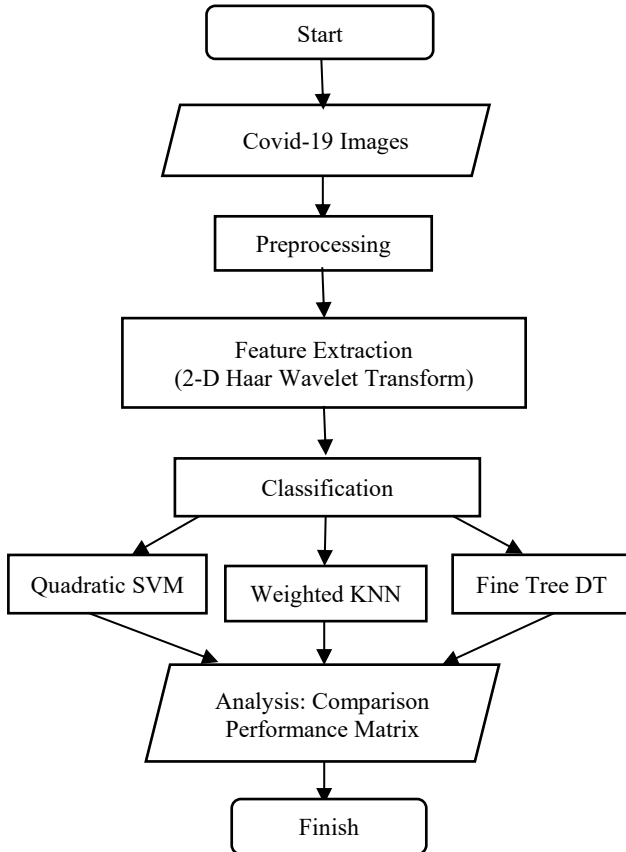 Start
Covid-19 Images
Preprocessing
Feature Extraction
(2-D Haar Wavelet Transform)
Classification
Quadratic SVM
Weighted KNN
Fine Tree DT
Analysis: Comparison
Performance Matrix
Finish